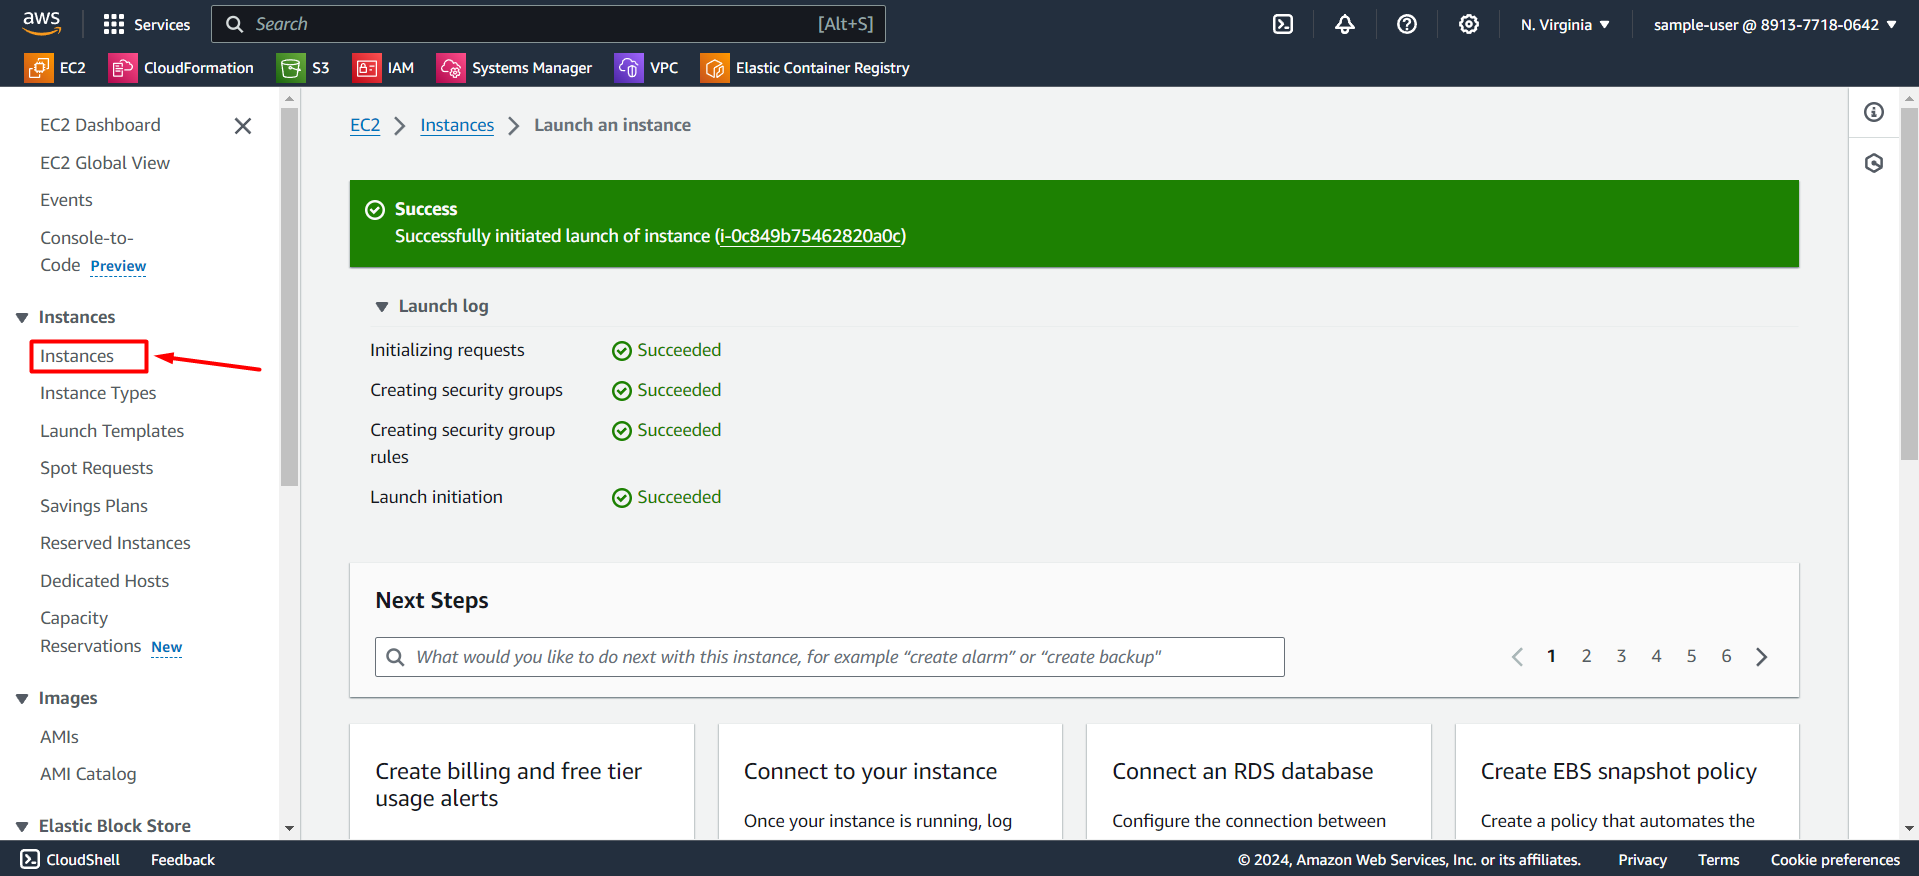 aws
Services
Search
[Alt+S]
N. Virginia
sample-user @ 8913-7718-0642
EC2
CloudFormation
S3
IAM
Systems Manager
VPC
Elastic Container Registry
EC2 Dashboard
EC2 Global View
Events
Console-to-
Code Preview
Instances
Instances
Instance Types
Launch Templates
Spot Requests
Savings Plans
Reserved Instances
Dedicated Hosts
Capacity
Reservations New
Images
AMIs
AMI Catalog
Elastic Block Store
EC2 > Instances > Launch an instance
Success
Successfully initiated launch of instance (i-0c849b75462820a0c)
Launch log
Initializing requests Succeeded
Creating security groups Succeeded
Creating security group Succeeded
rules
Launch initiation Succeeded
Next Steps
What would you like to do next with this instance, for example “create alarm” or “create backup"
1 2 3 4 5 6
Create billing and free tier
usage alerts
Connect to your instance
Once your instance is running, log
Connect an RDS database
Configure the connection between
Create EBS snapshot policy
Create a policy that automates the
CloudShell
Feedback
© 2024, Amazon Web Services, Inc. or its affiliates.
Privacy
Terms
Cookie preferences